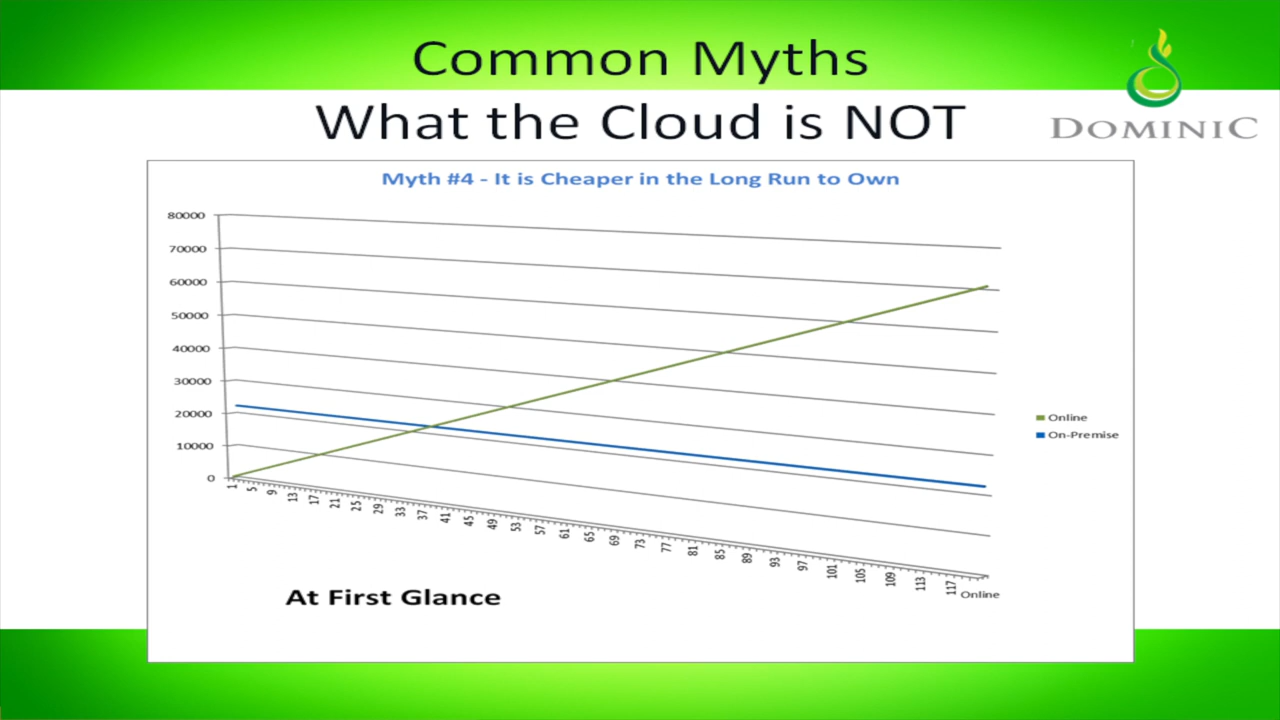 Common Myths
What the Cloud is NOT
DOMINIC
Myth #4 - It is Cheaper in the Long Run to Own
80000
70000
60000
50000
40000
30000
20000
10000
0
1 5 9 13 17 21 25 29 33 37 41 45 49 53 57 61 65 69 73 77 81 85 89 93 97 101 105 109 113 117
Online
Online
On-Premise
At First Glance